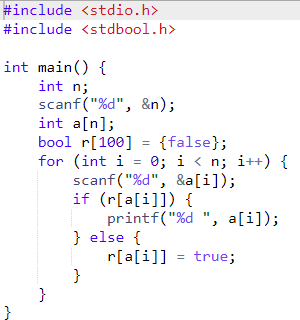 #include <stdio.h>
#include <stdbool.h>

int main() {
    int n;
    scanf("%d", &n);
    int a[n];
    bool r[100] = {false};
    for (int i = 0; i < n; i++) {
        scanf("%d", &a[i]);
        if (r[a[i]]) {
            printf("%d ", a[i]);
        } else {
            r[a[i]] = true;
        }
    }
}